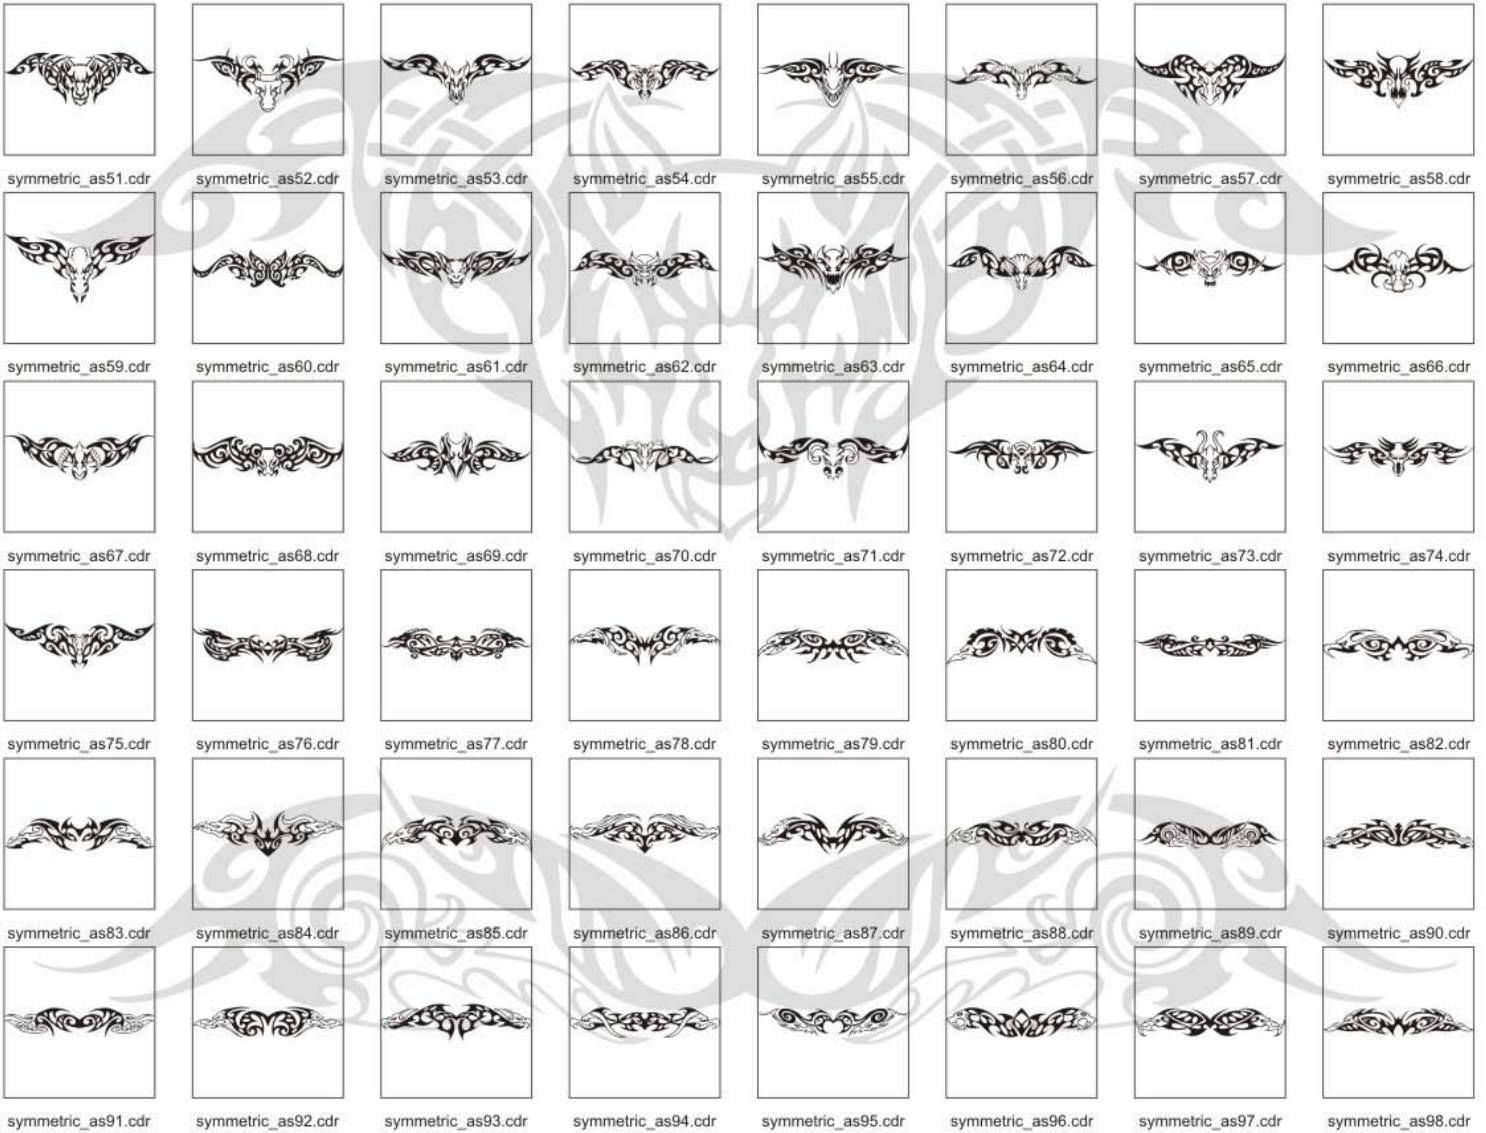 symmetric_as51.cdr symmetric_as52.cdr symmetric_as53.cdr symmetric_as54.cdr symmetric_as55.cdr symmetric_as56.cdr symmetric_as57.cdr symmetric_as58.cdr
symmetric_as59.cdr symmetric_as60.cdr symmetric_as61.cdr symmetric_as62.cdr symmetric_as63.cdr symmetric_as64.cdr symmetric_as65.cdr symmetric_as66.cdr
symmetric_as67.cdr symmetric_as68.cdr symmetric_as69.cdr symmetric_as70.cdr symmetric_as71.cdr symmetric_as72.cdr symmetric_as73.cdr symmetric_as74.cdr
symmetric_as75.cdr symmetric_as76.cdr symmetric_as77.cdr symmetric_as78.cdr symmetric_as79.cdr symmetric_as80.cdr symmetric_as81.cdr symmetric_as82.cdr
symmetric_as83.cdr symmetric_as84.cdr symmetric_as85.cdr symmetric_as86.cdr symmetric_as87.cdr symmetric_as88.cdr symmetric_as89.cdr symmetric_as90.cdr
symmetric_as91.cdr symmetric_as92.cdr symmetric_as93.cdr symmetric_as94.cdr symmetric_as95.cdr symmetric_as96.cdr symmetric_as97.cdr symmetric_as98.cdr